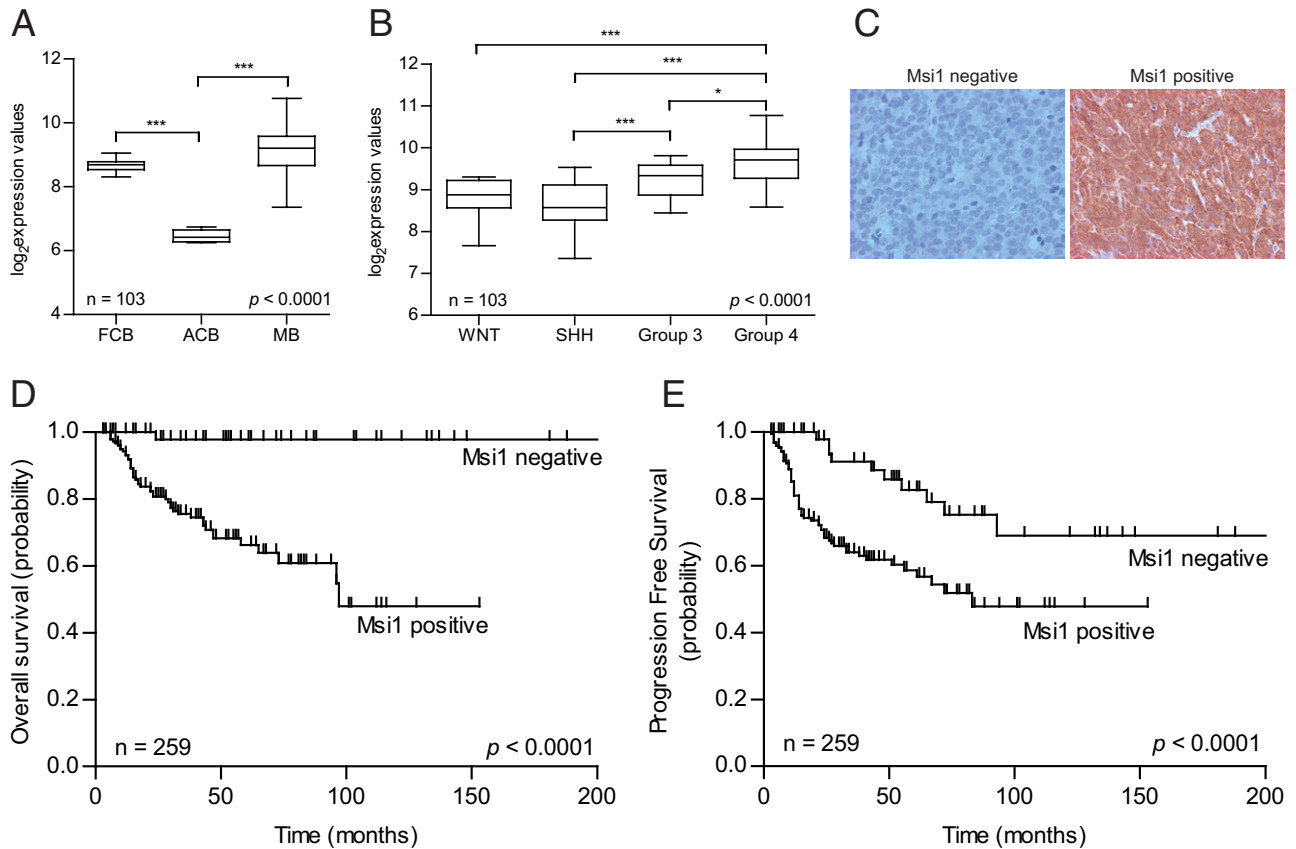 A
12
10
8
6
4
log2expression values
***
***
n = 103
p < 0.0001
FCB
ACB
MB
B
12
11
10
9
8
7
6
log2expression values
***
***
*
***
n = 103
p < 0.0001
WNT
SHH
Group 3
Group 4
C
Msi1 negative
Msi1 positive
D
1.0
0.8
0.6
0.4
0.2
0.0
Overall survival (probability)
Msi1 negative
Msi1 positive
n = 259
p < 0.0001
0
50
100
150
200
Time (months)
E
1.0
0.8
0.6
0.4
0.2
0.0
Progression Free Survival
(probability)
Msi1 negative
Msi1 positive
n = 259
p < 0.0001
0
50
100
150
200
Time (months)